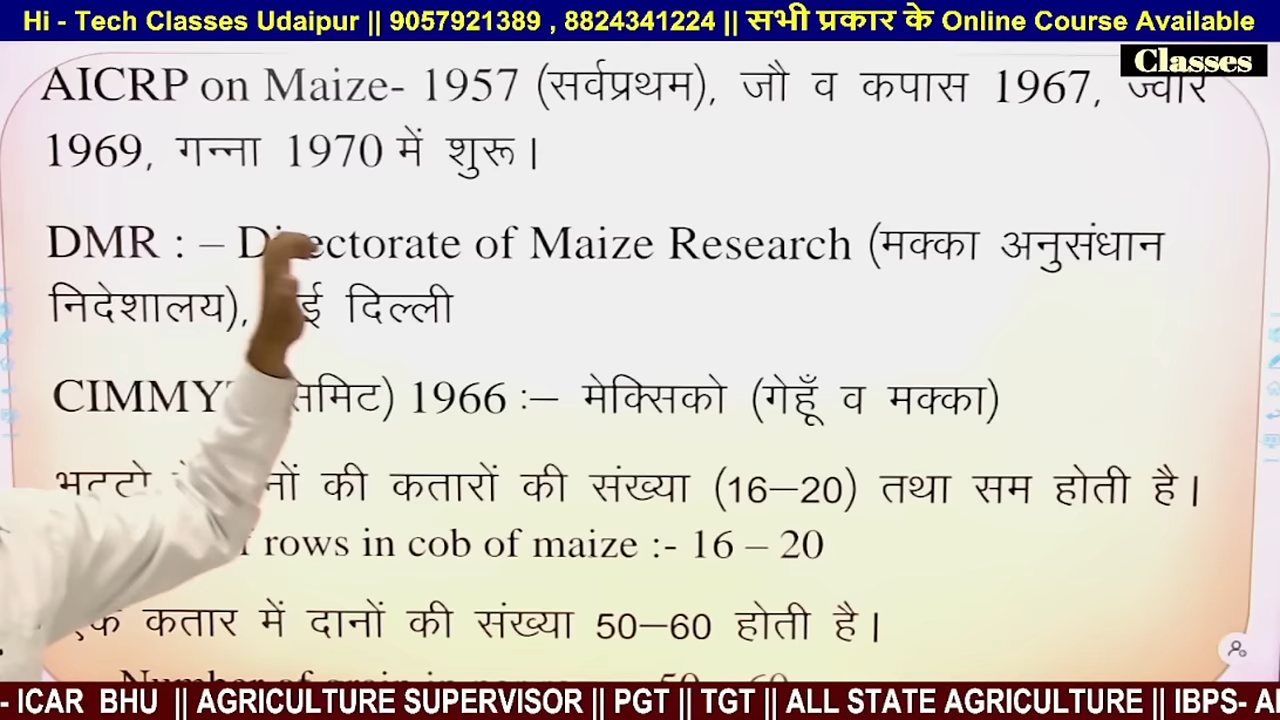 Hi - Tech Classes Udaipur || 9057921389 , 8824341224 || सभी प्रकार के Online Course Available
Classes
AICRP on Maize- 1957 (सर्वप्रथम), जौ व कपास 1967, ज्वार
1969, गन्ना 1970 में शुरू।
DMR : – Directorate of Maize Research (मक्का अनुसंधान
निदेशालय), दिल्ली
CIMMYT 1966 :– मेक्सिको (गेहूँ व मक्का)
की कतारों की संख्या (16–20) तथा सम होती है।
rows in cob of maize :- 16 – 20
एक कतार में दानों की संख्या 50–60 होती है।
- ICAR BHU || AGRICULTURE SUPERVISOR || PGT || TGT || ALL STATE AGRICULTURE || IBPS-